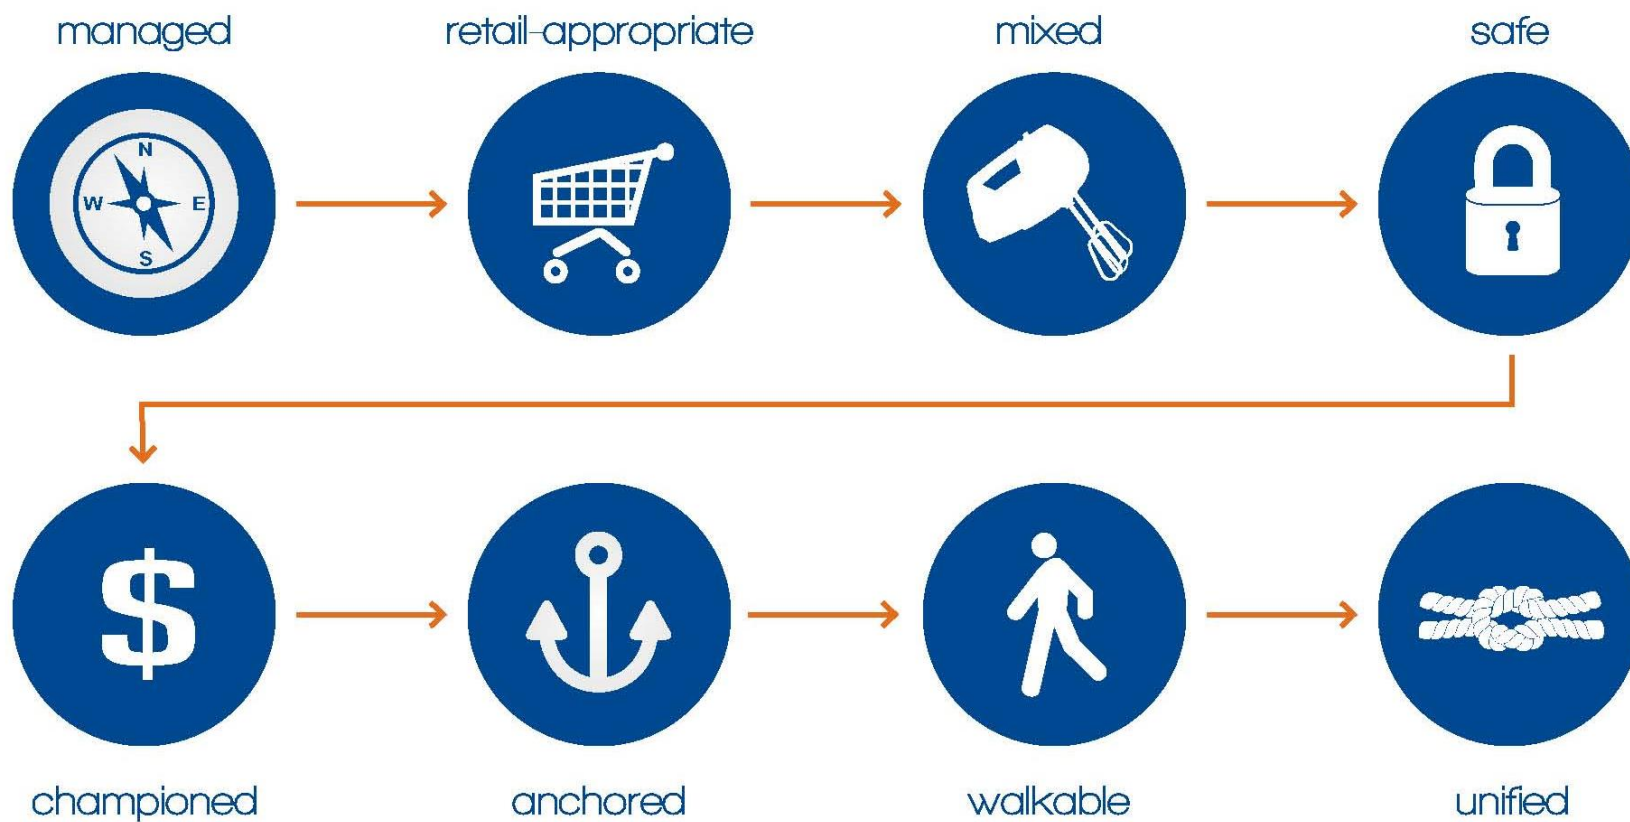 managed
retail-appropriate
mixed
safe
N
W
E
S
$
championed
anchored
walkable
unified